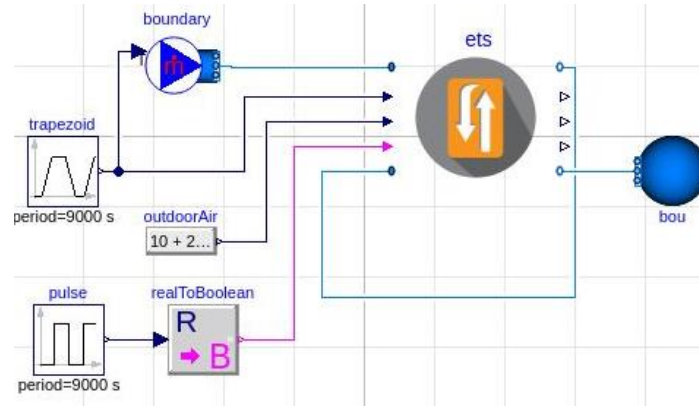 boundary
ṁ
ets
trapezoid
period=9000 s
outdoorAir
10 + 2...
bou
pulse
realToBoolean
R
B
period=9000 s